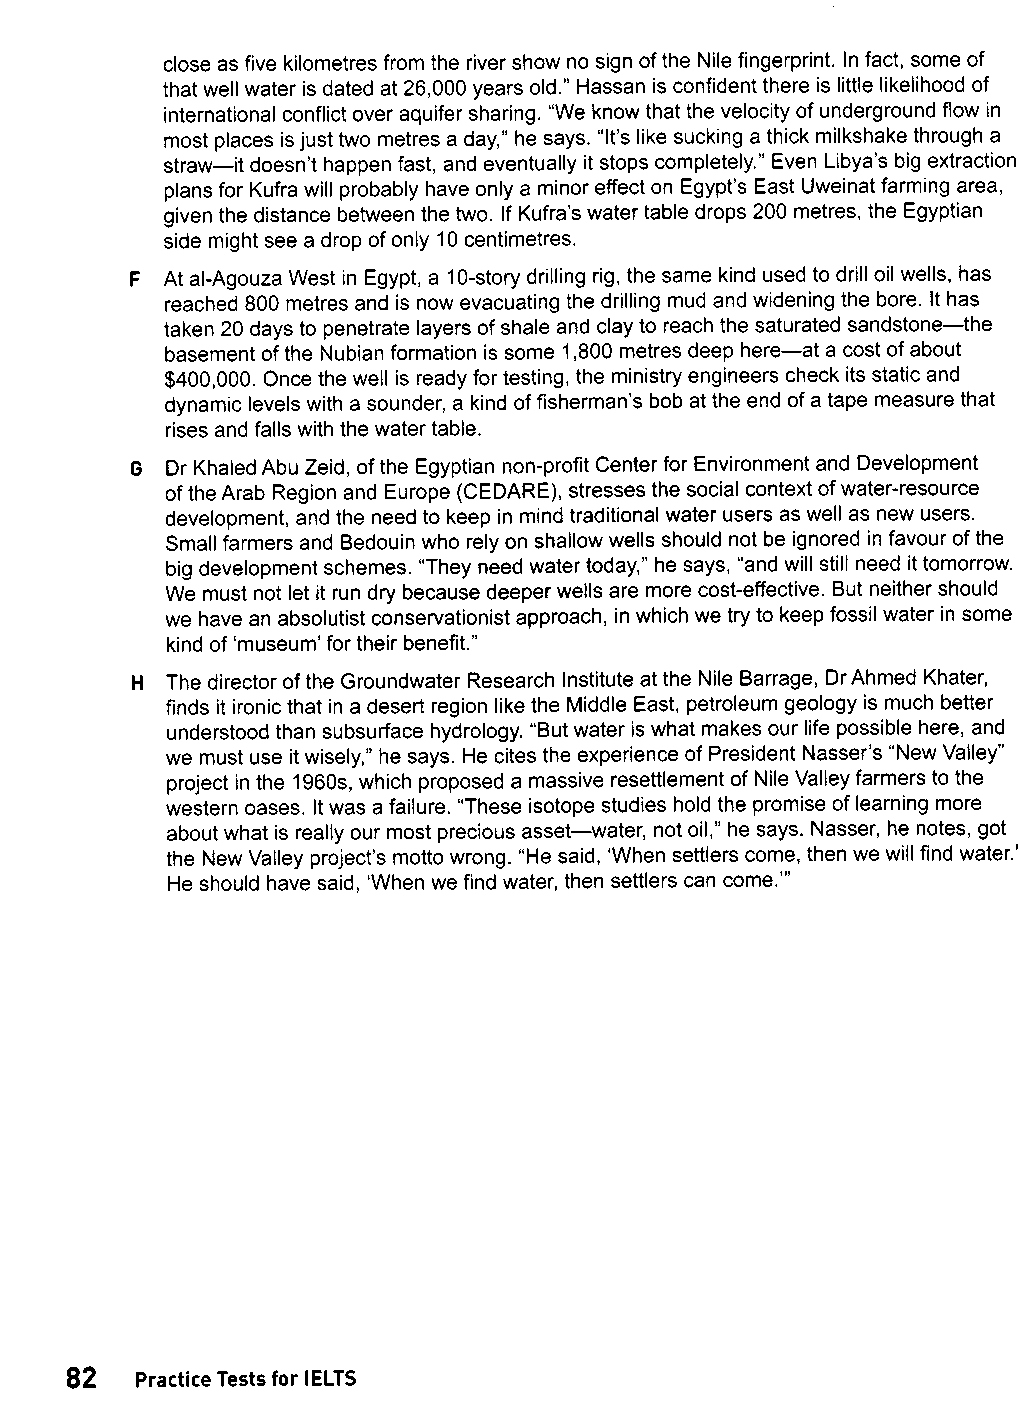 close as five kilometres from the river show no sign of the Nile fingerprint. In fact, some of
that well water is dated at 26,000 years old.” Hassan is confident there is little likelihood of
international conflict over aquifer sharing. “We know that the velocity of underground flow in
most places is just two metres a day,” he says. “It’s like sucking a thick milkshake through a
straw—it doesn’t happen fast, and eventually it stops completely.” Even Libya’s big extraction
plans for Kufra will probably have only a minor effect on Egypt’s East Uweinat farming area,
given the distance between the two. If Kufra’s water table drops 200 metres, the Egyptian
side might see a drop of only 10 centimetres.
F At al-Agouza West in Egypt, a 10-story drilling rig, the same kind used to drill oil wells, has
reached 800 metres and is now evacuating the drilling mud and widening the bore. It has
taken 20 days to penetrate layers of shale and clay to reach the saturated sandstone—the
basement of the Nubian formation is some 1,800 metres deep here—at a cost of about
$400,000. Once the well is ready for testing, the ministry engineers check its static and
dynamic levels with a sounder, a kind of fisherman’s bob at the end of a tape measure that
rises and falls with the water table.
G Dr Khaled Abu Zeid, of the Egyptian non-profit Center for Environment and Development
of the Arab Region and Europe (CEDARE), stresses the social context of water-resource
development, and the need to keep in mind traditional water users as well as new users.
Small farmers and Bedouin who rely on shallow wells should not be ignored in favour of the
big development schemes. “They need water today,” he says, “and will still need it tomorrow.
We must not let it run dry because deeper wells are more cost-effective. But neither should
we have an absolutist conservationist approach, in which we try to keep fossil water in some
kind of ‘museum’ for their benefit.”
H The director of the Groundwater Research Institute at the Nile Barrage, Dr Ahmed Khater,
finds it ironic that in a desert region like the Middle East, petroleum geology is much better
understood than subsurface hydrology. “But water is what makes our life possible here, and
we must use it wisely,” he says. He cites the experience of President Nasser’s “New Valley”
project in the 1960s, which proposed a massive resettlement of Nile Valley farmers to the
western oases. It was a failure. “These isotope studies hold the promise of learning more
about what is really our most precious asset—water, not oil,” he says. Nasser, he notes, got
the New Valley project’s motto wrong. “He said, ‘When settlers come, then we will find water.’
He should have said, ‘When we find water, then settlers can come.’”
82 Practice Tests for IELTS